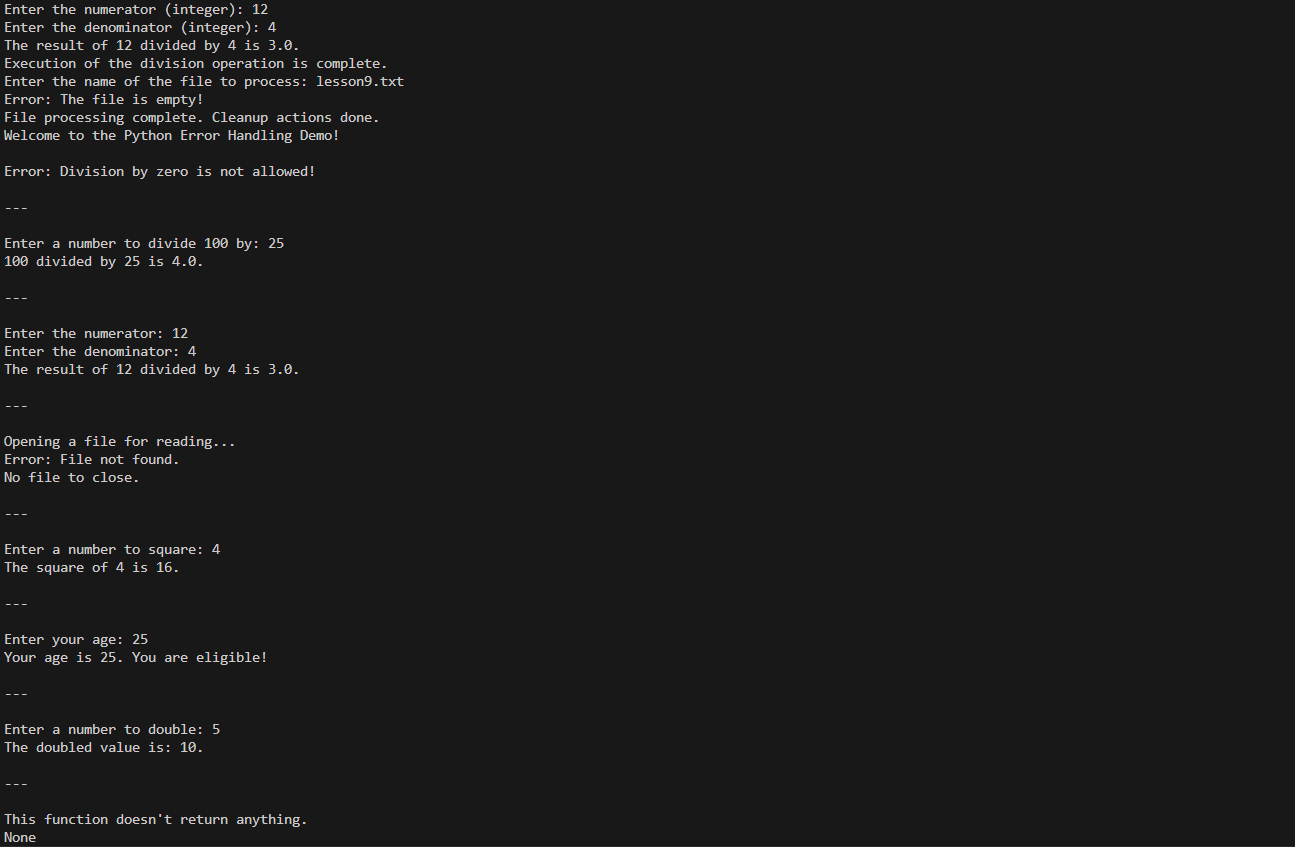 Enter the numerator (integer): 12
Enter the denominator (integer): 4
The result of 12 divided by 4 is 3.0.
Execution of the division operation is complete.
Enter the name of the file to process: lesson9.txt
Error: The file is empty!
File processing complete. Cleanup actions done.
Welcome to the Python Error Handling Demo!

Error: Division by zero is not allowed!

---

Enter a number to divide 100 by: 25
100 divided by 25 is 4.0.

---

Enter the numerator: 12
Enter the denominator: 4
The result of 12 divided by 4 is 3.0.

---

Opening a file for reading...
Error: File not found.
No file to close.

---

Enter a number to square: 4
The square of 4 is 16.

---

Enter your age: 25
Your age is 25. You are eligible!

---

Enter a number to double: 5
The doubled value is: 10.

---

This function doesn't return anything.
None